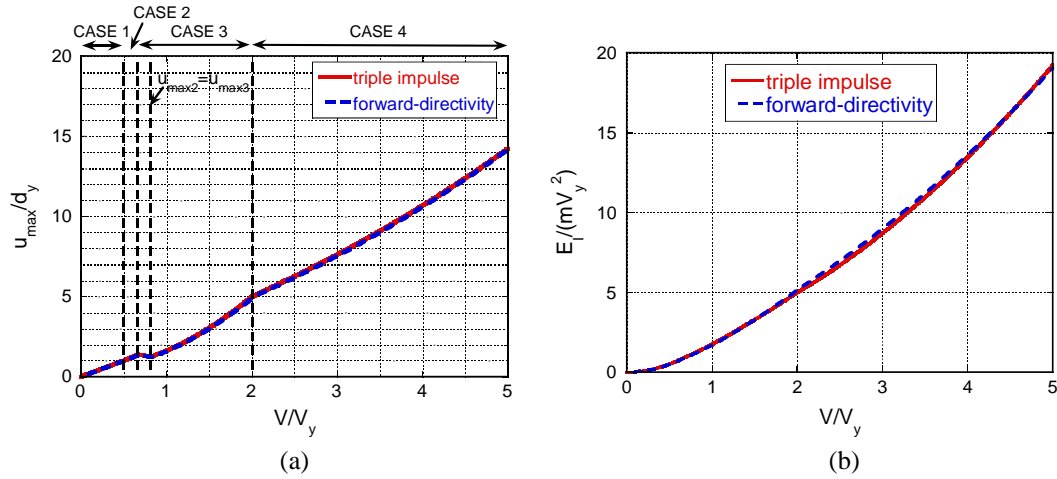 CASE 2
CASE 1 CASE 3 CASE 4
20
15
10
5
0
0 1 2 3 4 5
u_max/d_y
V/V_y
u_max2=u_max3
triple impulse
forward-directivity
(a)
20
15
10
5
0
0 1 2 3 4 5
E_I/(mV_y^2)
V/V_y
triple impulse
forward-directivity
(b)